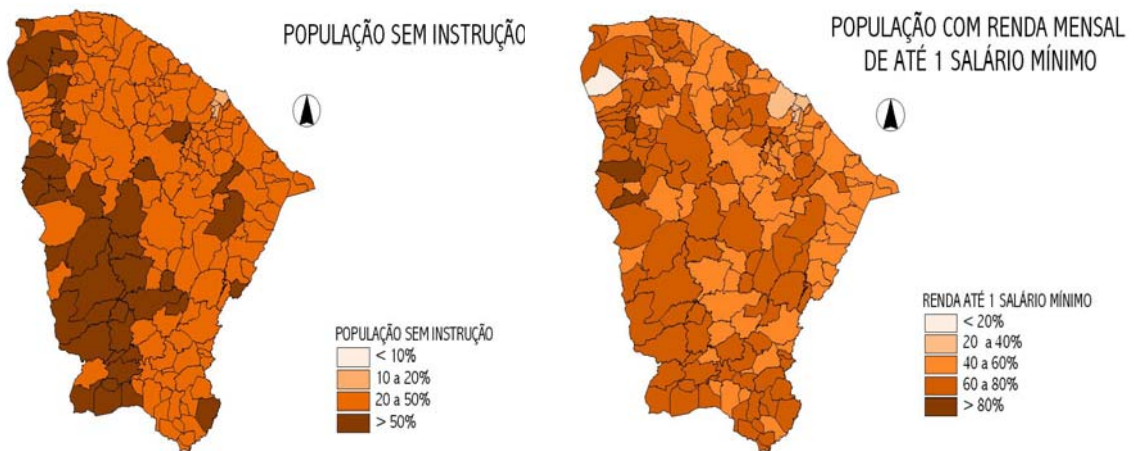 POPULAÇÃO SEM INSTRUÇÃO
POPULAÇÃO SEM INSTRUÇÃO
< 10%
10 a 20%
20 a 50%
> 50%
POPULAÇÃO COM RENDA MENSAL
DE ATÉ 1 SALÁRIO MÍNIMO
RENDA ATÉ 1 SALÁRIO MÍNIMO
< 20%
20 a 40%
40 a 60%
60 a 80%
> 80%